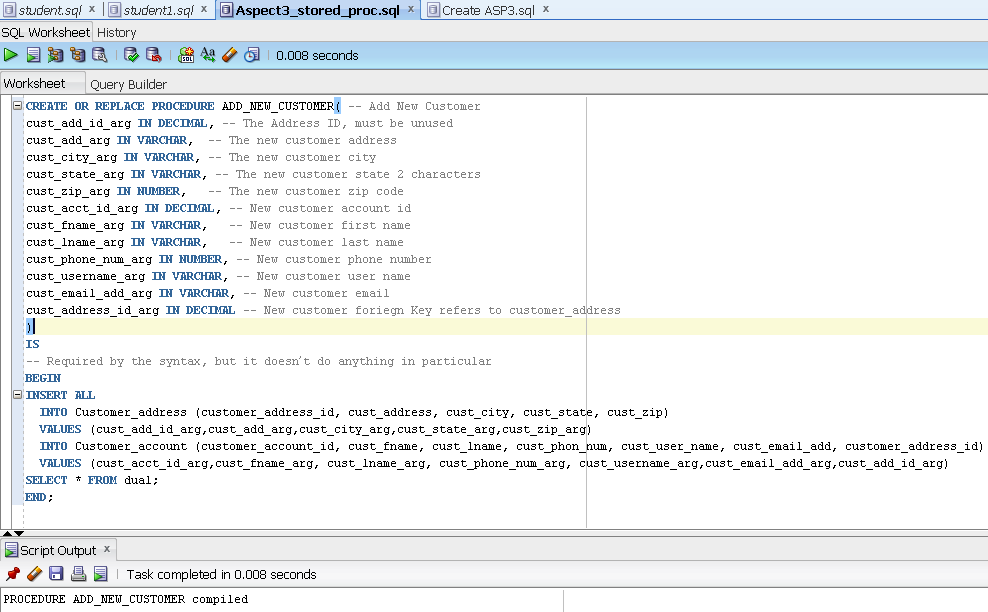 student.sql x student1.sql x Aspect3_stored_proc.sql x Create ASP3.sql x
SQL Worksheet History
SQL Aa 0.008 seconds
Worksheet Query Builder
CREATE OR REPLACE PROCEDURE ADD_NEW_CUSTOMER( -- Add New Customer
cust_add_id_arg IN DECIMAL, -- The Address ID, must be unused
cust_add_arg IN VARCHAR,  -- The new customer address
cust_city_arg IN VARCHAR, -- The new customer city
cust_state_arg IN VARCHAR, -- The new customer state 2 characters
cust_zip_arg IN NUMBER,   -- The new customer zip code
cust_acct_id_arg IN DECIMAL, -- New customer account id
cust_fname_arg IN VARCHAR,   -- New customer first name
cust_lname_arg IN VARCHAR,   -- New customer last name
cust_phone_num_arg IN NUMBER, -- New customer phone number
cust_username_arg IN VARCHAR, -- New customer user name
cust_email_add_arg IN VARCHAR, -- New customer email
cust_address_id_arg IN DECIMAL -- New customer foriegn Key refers to customer_address
)
IS
-- Required by the syntax, but it doesn't do anything in particular
BEGIN
INSERT ALL
  INTO Customer_address (customer_address_id, cust_address, cust_city, cust_state, cust_zip)
  VALUES (cust_add_id_arg,cust_add_arg,cust_city_arg,cust_state_arg,cust_zip_arg)
  INTO Customer_account (customer_account_id, cust_fname, cust_lname, cust_phon_num, cust_user_name, cust_email_add, customer_address_id)
  VALUES (cust_acct_id_arg,cust_fname_arg, cust_lname_arg, cust_phone_num_arg, cust_username_arg,cust_email_add_arg,cust_add_id_arg)
SELECT * FROM dual;
END;
Script Output x
Task completed in 0.008 seconds
PROCEDURE ADD_NEW_CUSTOMER compiled